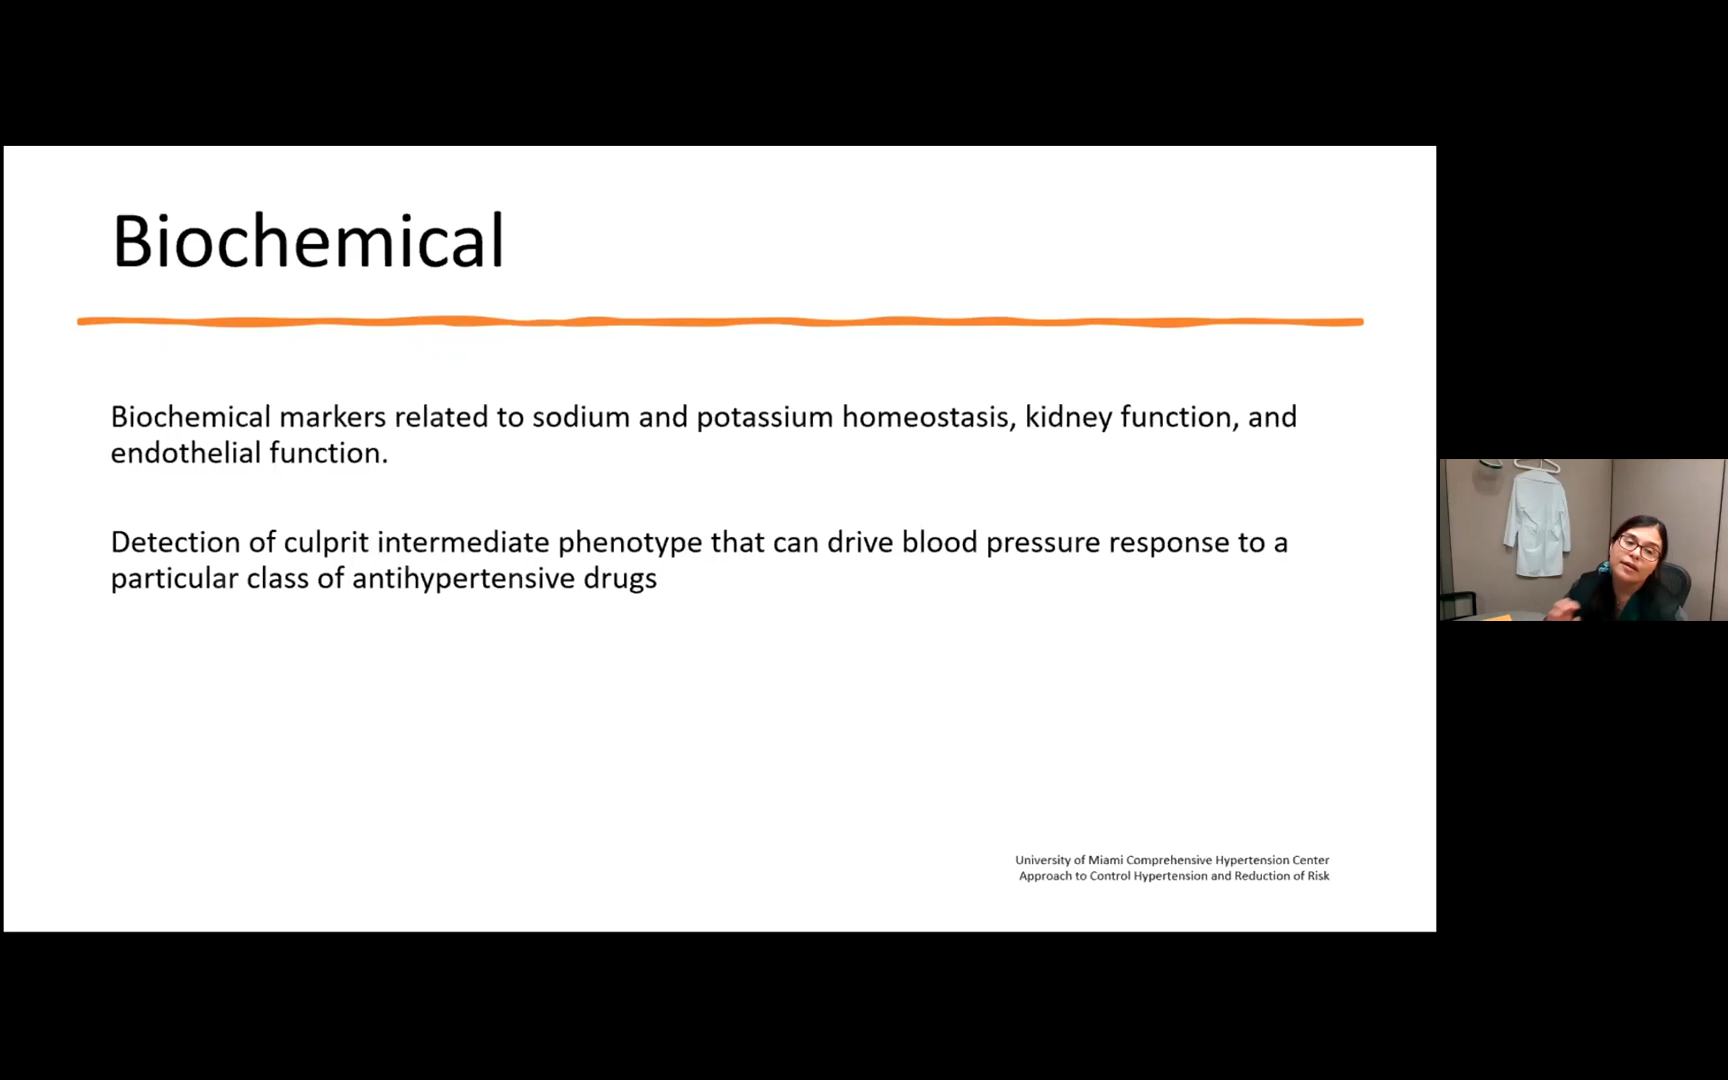 Biochemical
Biochemical markers related to sodium and potassium homeostasis, kidney function, and
endothelial function.
Detection of culprit intermediate phenotype that can drive blood pressure response to a
particular class of antihypertensive drugs
University of Miami Comprehensive Hypertension Center
Approach to Control Hypertension and Reduction of Risk